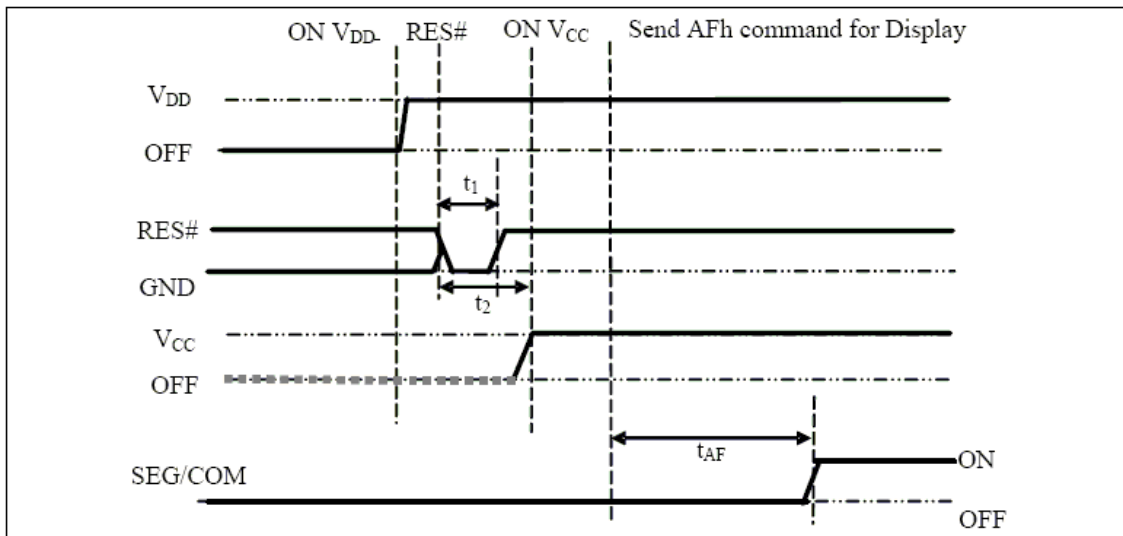 ON VDD- RES# ON VCC Send AFh command for Display
VDD
OFF
t1
RES#
GND
t2
VCC
OFF
tAF
SEG/COM
ON
OFF